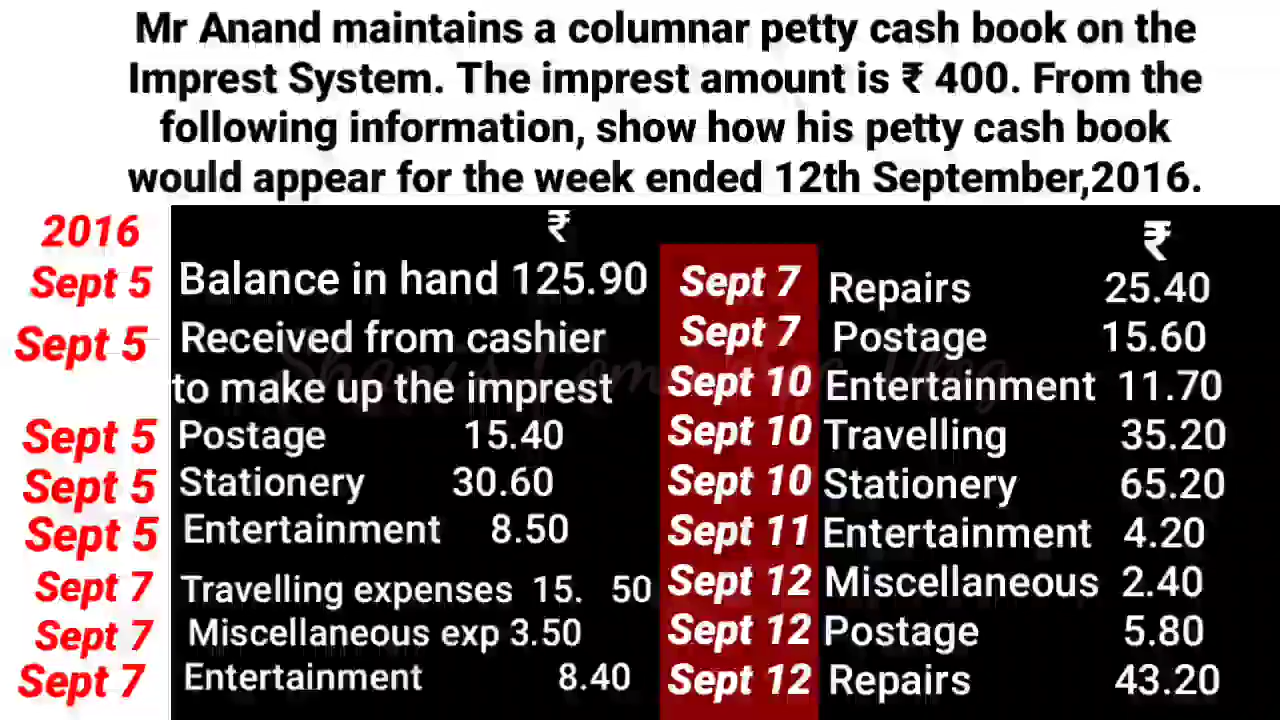 Mr Anand maintains a columnar petty cash book on the
Imprest System. The imprest amount is ₹ 400. From the
following information, show how his petty cash book
would appear for the week ended 12th September,2016.
2016 ₹
Sept 5 Balance in hand 125.90
Sept 5 Received from cashier
to make up the imprest
Sept 5 Postage 15.40
Sept 5 Stationery 30.60
Sept 5 Entertainment 8.50
Sept 7 Travelling expenses 15. 50
Sept 7 Miscellaneous exp 3.50
Sept 7 Entertainment 8.40
₹
Sept 7 Repairs 25.40
Sept 7 Postage 15.60
Sept 10 Entertainment 11.70
Sept 10 Travelling 35.20
Sept 10 Stationery 65.20
Sept 11 Entertainment 4.20
Sept 12 Miscellaneous 2.40
Sept 12 Postage 5.80
Sept 12 Repairs 43.20